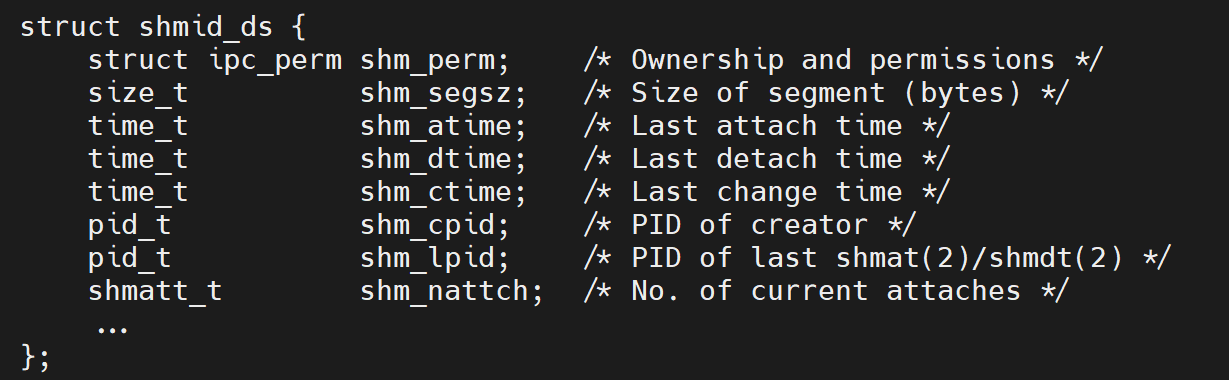 struct shmid_ds {
    struct ipc_perm shm_perm;    /* Ownership and permissions */
    size_t          shm_segsz;   /* Size of segment (bytes) */
    time_t          shm_atime;   /* Last attach time */
    time_t          shm_dtime;   /* Last detach time */
    time_t          shm_ctime;   /* Last change time */
    pid_t           shm_cpid;    /* PID of creator */
    pid_t           shm_lpid;    /* PID of last shmat(2)/shmdt(2) */
    shmatt_t        shm_nattch;  /* No. of current attaches */
    ...
};